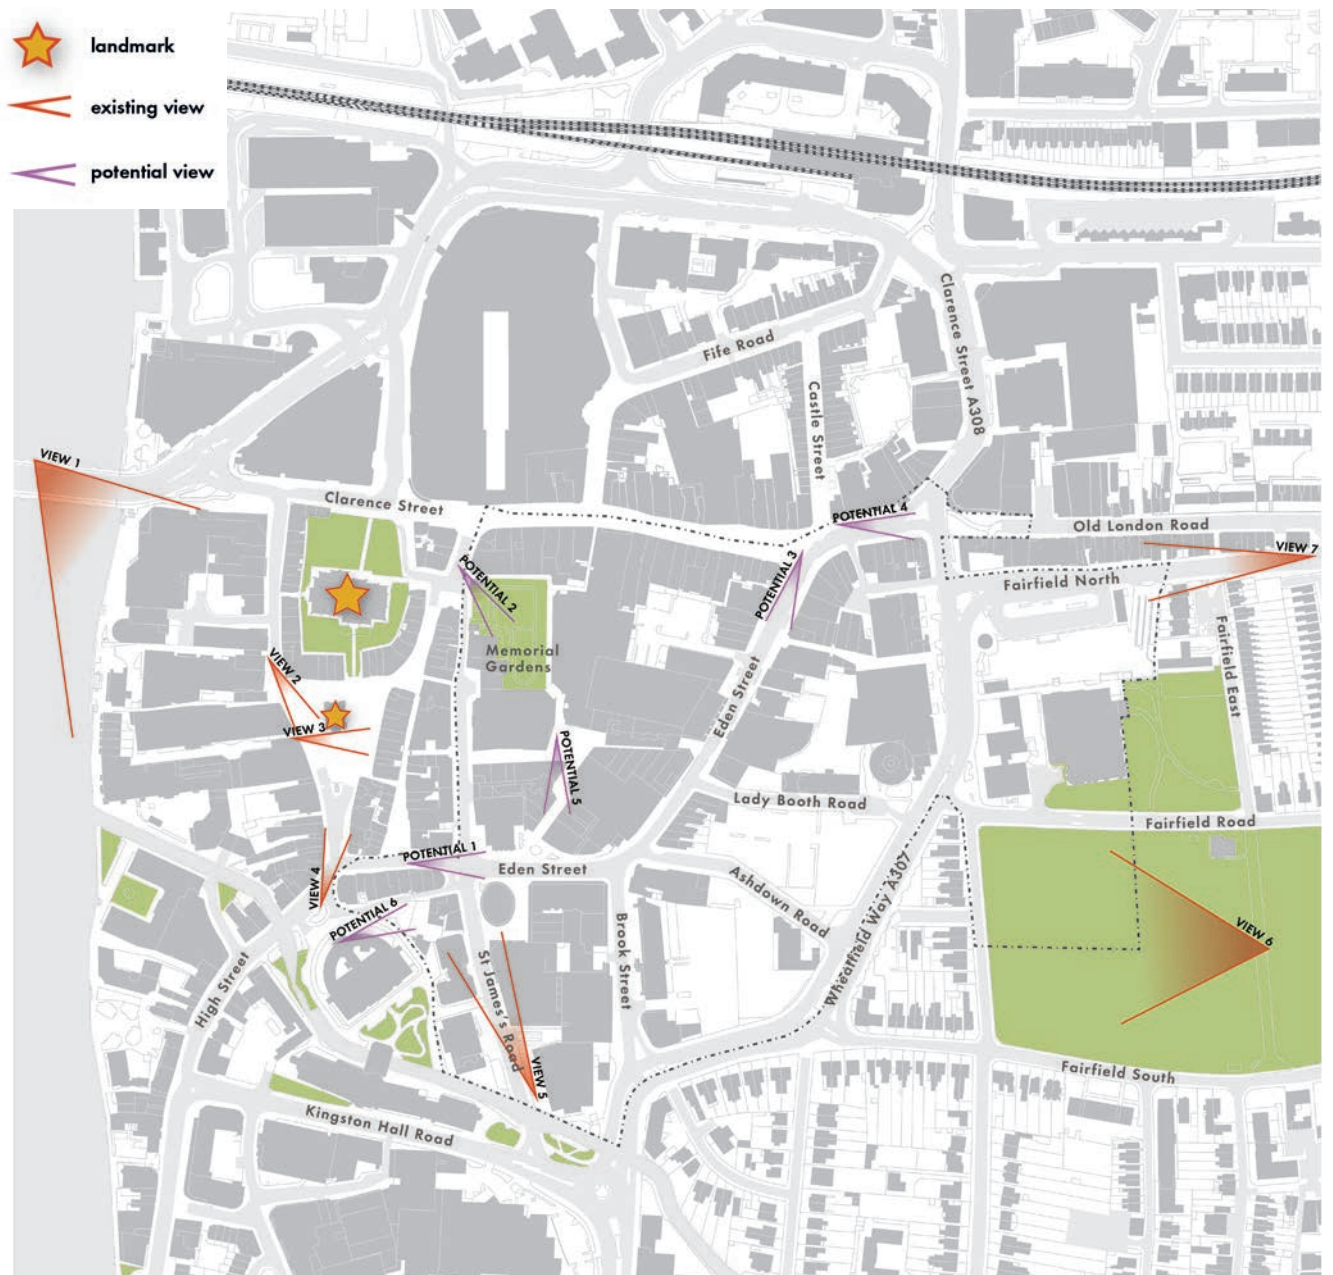 landmark
existing view
potential view
Clarence Street A308
Fife Road
Castle Street
VIEW 1
Clarence Street
POTENTIAL 4
Old London Road
VIEW 7
POTENTIAL 3
POTENTIAL 2
Fairfield North
Memorial
Gardens
Fairfield East
VIEW 2
VIEW 3
Eden Street
POTENTIAL 5
Lady Booth Road
Fairfield Road
POTENTIAL 1
Eden Street
VIEW 4
Ashdown Road
POTENTIAL 6
Brook Street
Wheatfield Way A307
VIEW 6
High Street
St James's Road
VIEW 5
Fairfield South
Kingston Hall Road